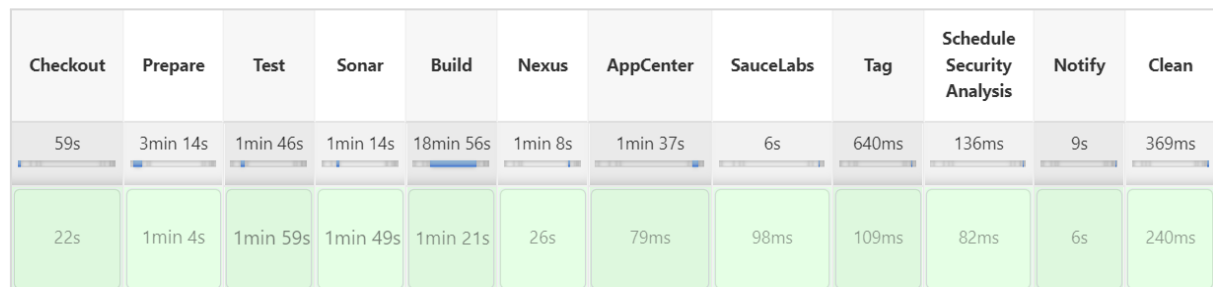 Checkout Prepare Test Sonar Build Nexus AppCenter SauceLabs Tag Schedule Security Analysis Notify Clean
59s 3min 14s 1min 46s 1min 14s 18min 56s 1min 8s 1min 37s 6s 640ms 136ms 9s 369ms
22s 1min 4s 1min 59s 1min 49s 1min 21s 26s 79ms 98ms 109ms 82ms 6s 240ms